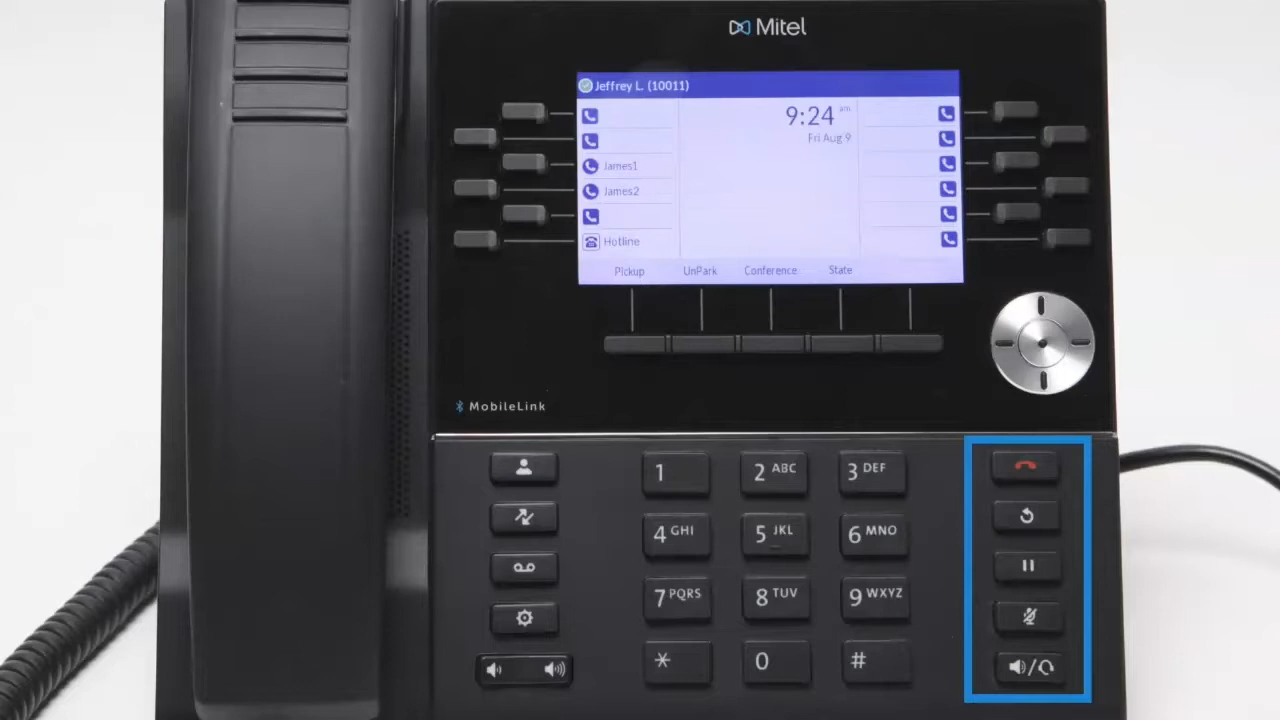 Mitel
Jeffrey L. (10011)
9:24 am
Fri Aug 9
James1
James2
Hotline
Pickup UnPark Conference State
MobileLink
1 2 ABC 3 DEF
4 GHI 5 JKL 6 MNO
7 PQRS 8 TUV 9 WXYZ
* 0 #